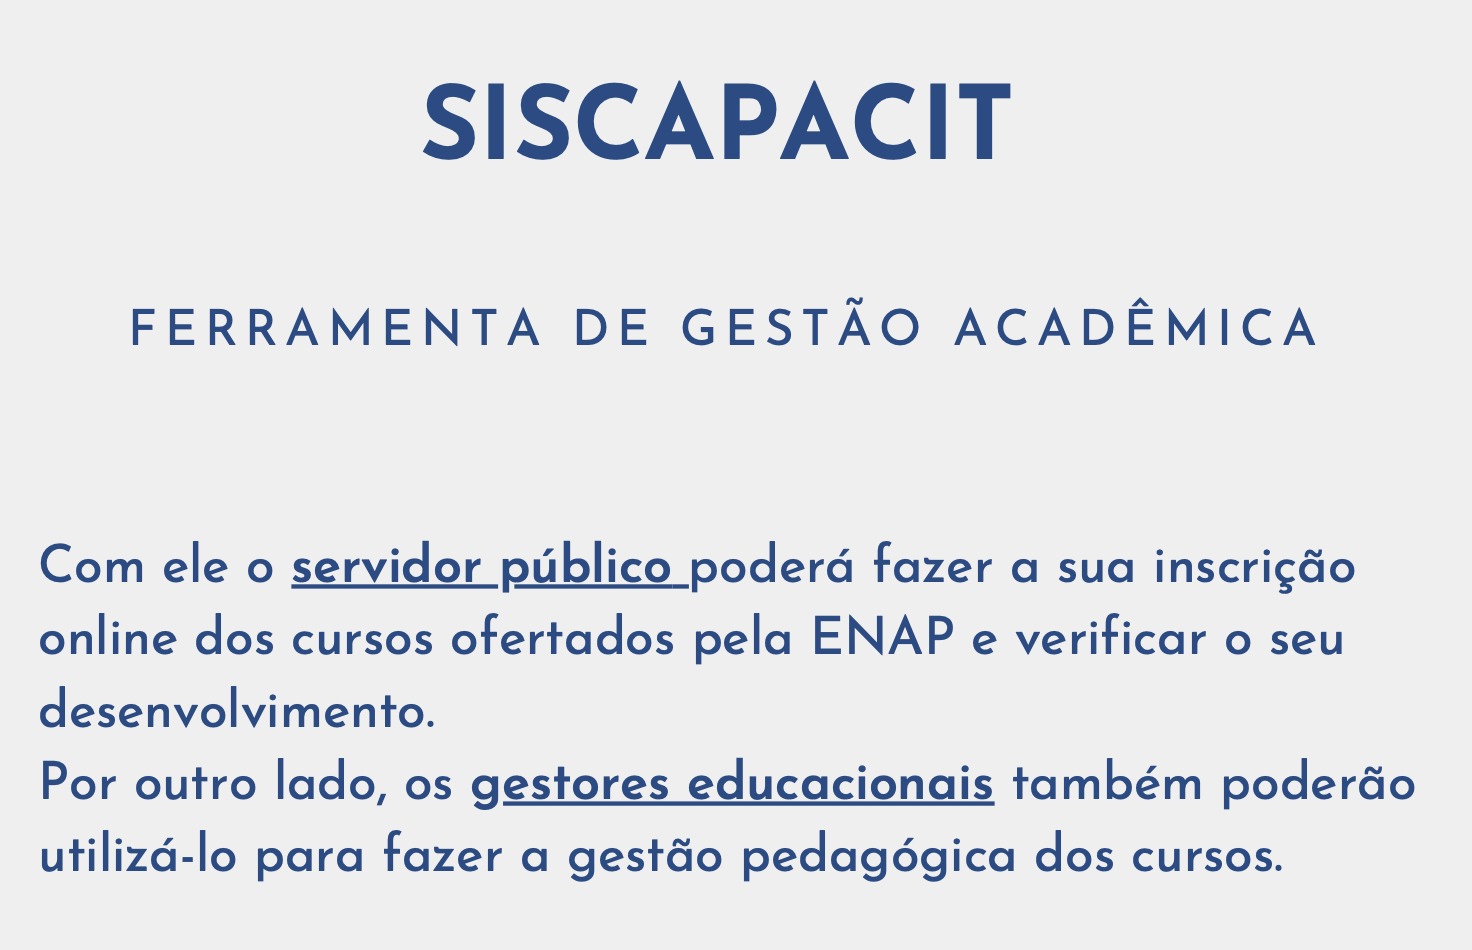 SISCAPACIT
FERRAMENTA DE GESTÃO ACADÊMICA
Com ele o servidor público poderá fazer a sua inscrição
online dos cursos ofertados pela ENAP e verificar o seu
desenvolvimento.
Por outro lado, os gestores educacionais também poderão
utilizá-lo para fazer a gestão pedagógica dos cursos.